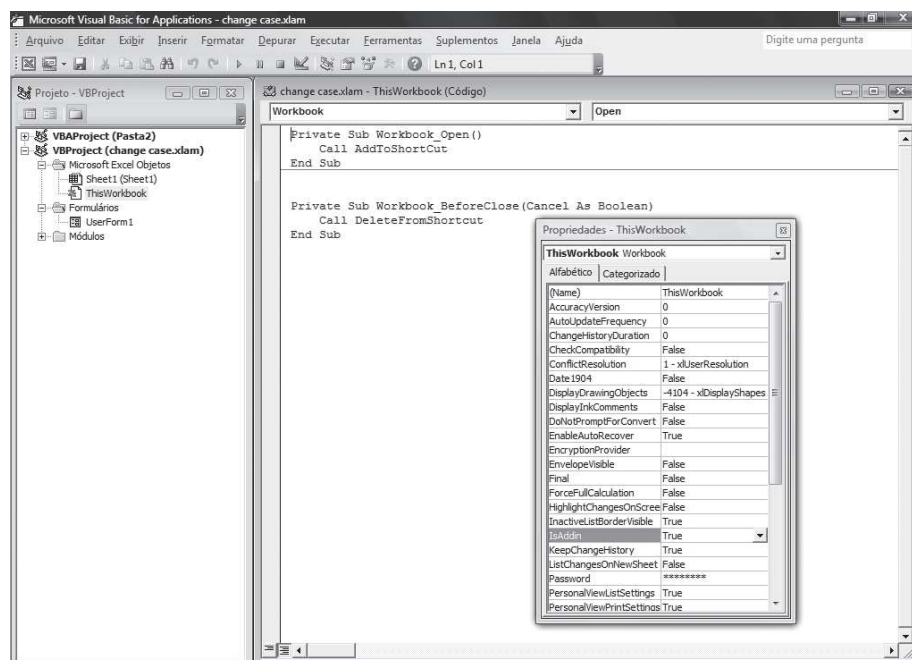 Microsoft Visual Basic for Applications - change case.xlam
Arquivo Editar Exibir Inserir Formatar Depurar Executar Ferramentas Suplementos Janela Ajuda
Digite uma pergunta
Ln 1, Col 1
Projeto - VBProject
VBAProject (Pasta2)
VBProject (change case.xlam)
Microsoft Excel Objetos
Sheet1 (Sheet1)
ThisWorkbook
Formulários
UserForm1
Módulos
change case.xlam - ThisWorkbook (Código)
Workbook
Open
Private Sub Workbook_Open()
Call AddToShortCut
End Sub
Private Sub Workbook_BeforeClose(Cancel As Boolean)
Call DeleteFromShortcut
End Sub
Propriedades - ThisWorkbook
ThisWorkbook Workbook
Alfabético Categorizado
(Name) ThisWorkbook
AccuracyVersion 0
AutoUpdateFrequency 0
ChangeHistoryDuration 0
CheckCompatibility False
ConflictResolution 1 - xlUserResolution
Date1904 False
DisplayDrawingObjects -4104 - xlDisplayShapes
DisplayInkComments False
DoNotPromptForConvert False
EnableAutoRecover True
EncryptionProvider
EnvelopeVisible False
Final False
ForceFullCalculation False
HighlightChangesOnScree False
InactiveListBorderVisible True
IsAddin True
KeepChangeHistory True
ListChangesOnNewSheet False
Password ********
PersonalViewListSettings True
PersonalViewPrintSettings True